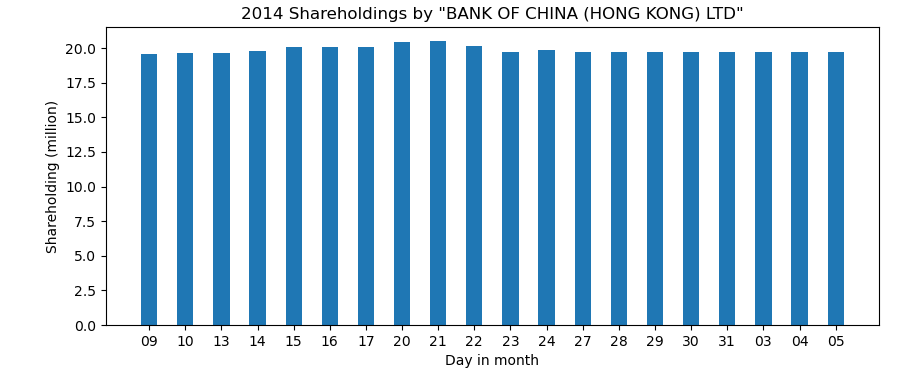 2014 Shareholdings by "BANK OF CHINA (HONG KONG) LTD"
Shareholding (million)
20.0
17.5
15.0
12.5
10.0
7.5
5.0
2.5
0.0
09 10 13 14 15 16 17 20 21 22 23 24 27 28 29 30 31 03 04 05
Day in month